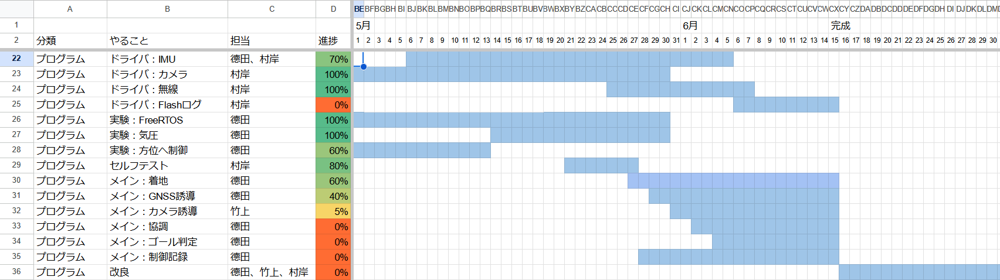 A B C D BE BF BG BH BI BJ BK BL BM BN BO BP BQ BR BS BT BU BV BW BX BY BZ CA CB CC CD CE CF CG CH CI CJ CK CL CM CN CO CP CQ CR CS CT CU CV CW CX CY CZ DA DB DC DD DE DF DG DH DI DJ DK DL DM
1 5月 6月 完成
2 分類 やること 担当 進捗 1 2 3 4 5 6 7 8 9 10 11 12 13 14 15 16 17 18 19 20 21 22 23 24 25 26 27 28 29 30 31 1 2 3 4 5 6 7 8 9 10 11 12 13 14 15 16 17 18 19 20 21 22 23 24 25 26 27 28 29 30
22 プログラム ドライバ：IMU 徳田、村岸 70%
23 プログラム ドライバ：カメラ 村岸 100%
24 プログラム ドライバ：無線 村岸 100%
25 プログラム ドライバ：Flashログ 村岸 0%
26 プログラム 実験：FreeRTOS 徳田 100%
27 プログラム 実験：気圧 徳田 100%
28 プログラム 実験：方位へ制御 徳田 60%
29 プログラム セルフテスト 村岸 80%
30 プログラム メイン：着地 徳田 60%
31 プログラム メイン：GNSS誘導 徳田 40%
32 プログラム メイン：カメラ誘導 竹上 5%
33 プログラム メイン：協調 徳田 0%
34 プログラム メイン：ゴール判定 徳田 0%
35 プログラム メイン：制御記録 徳田 0%
36 プログラム 改良 徳田、竹上、村岸 0%